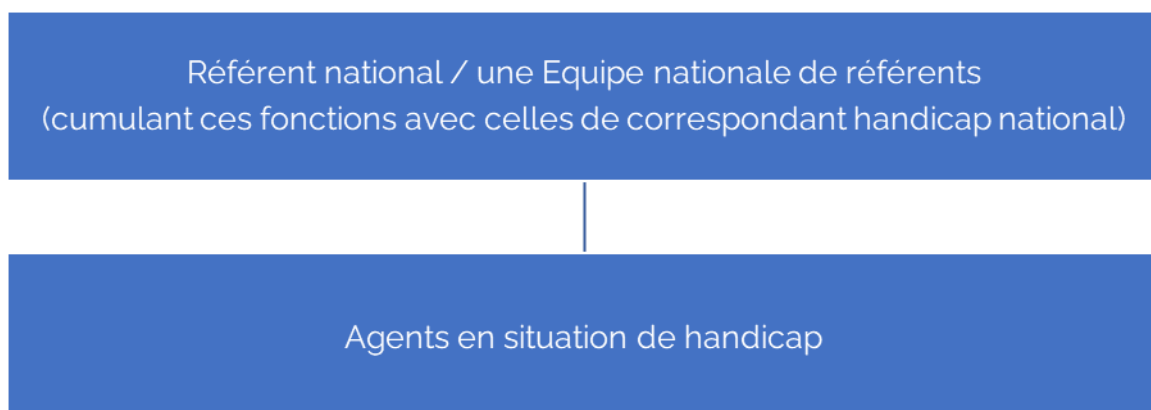 Référent national / une Equipe nationale de référents
(cumulant ces fonctions avec celles de correspondant handicap national)
Agents en situation de handicap